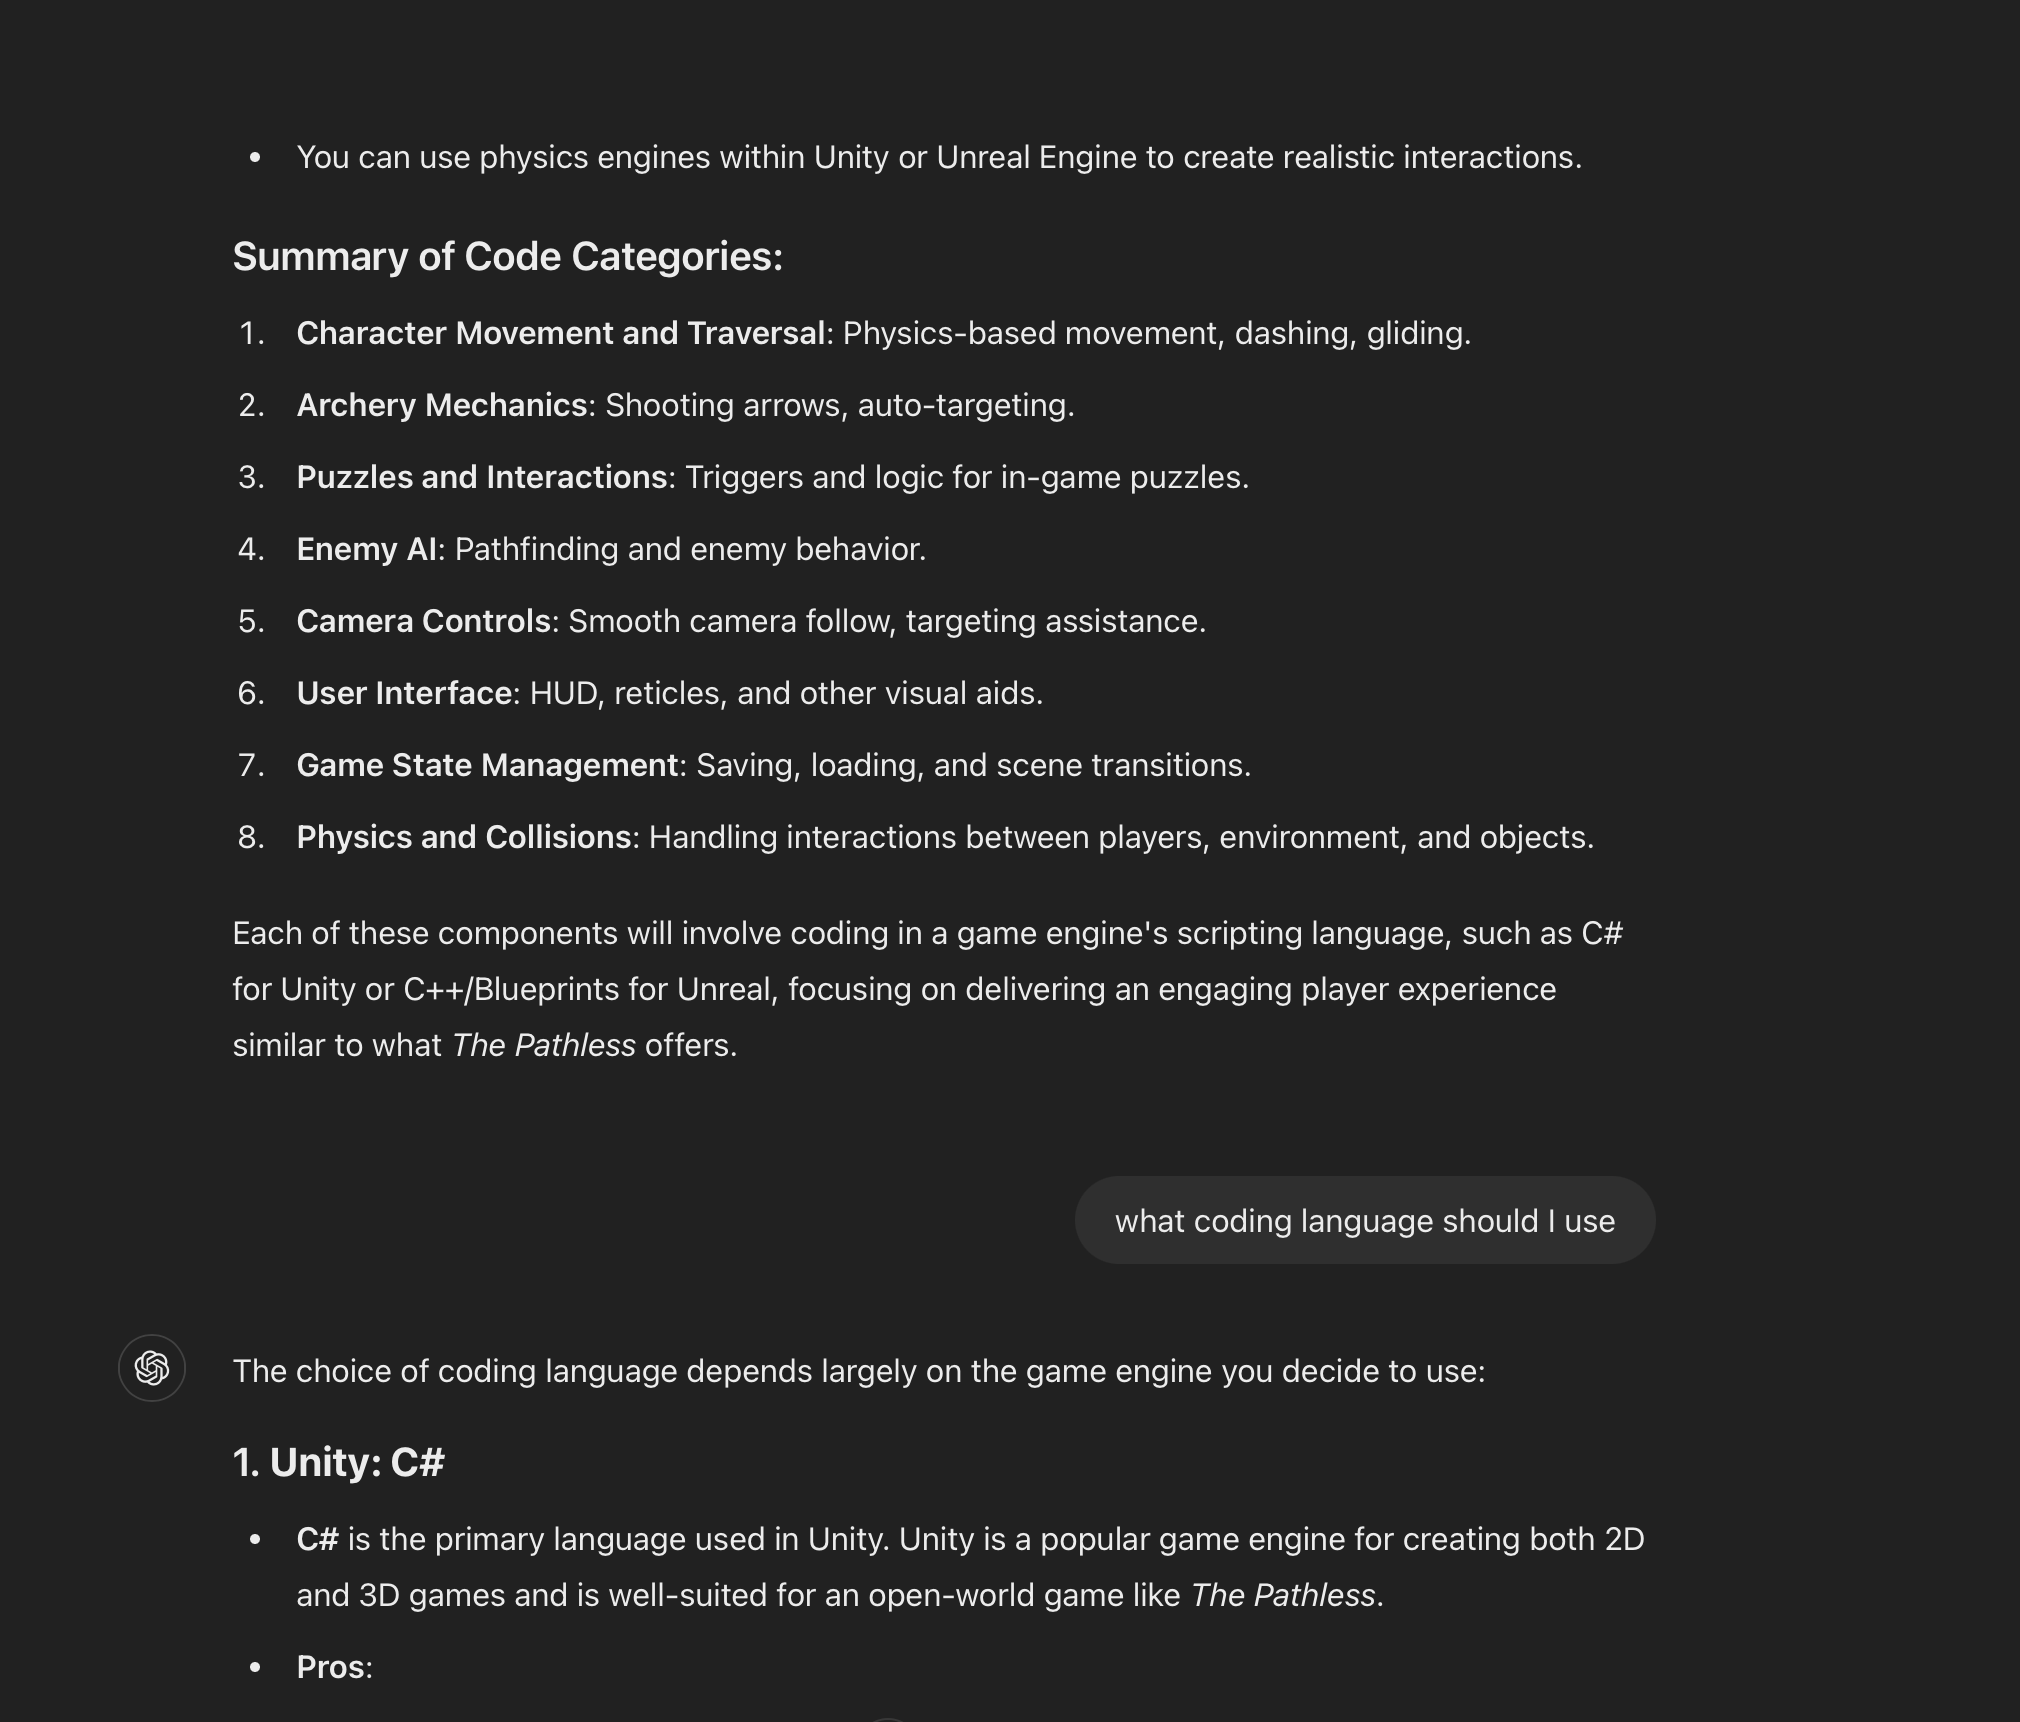 • You can use physics engines within Unity or Unreal Engine to create realistic interactions.
Summary of Code Categories:
1. Character Movement and Traversal: Physics-based movement, dashing, gliding.
2. Archery Mechanics: Shooting arrows, auto-targeting.
3. Puzzles and Interactions: Triggers and logic for in-game puzzles.
4. Enemy AI: Pathfinding and enemy behavior.
5. Camera Controls: Smooth camera follow, targeting assistance.
6. User Interface: HUD, reticles, and other visual aids.
7. Game State Management: Saving, loading, and scene transitions.
8. Physics and Collisions: Handling interactions between players, environment, and objects.
Each of these components will involve coding in a game engine's scripting language, such as C#
for Unity or C++/Blueprints for Unreal, focusing on delivering an engaging player experience
similar to what The Pathless offers.
what coding language should I use
The choice of coding language depends largely on the game engine you decide to use:
1. Unity: C#
• C# is the primary language used in Unity. Unity is a popular game engine for creating both 2D
and 3D games and is well-suited for an open-world game like The Pathless.
• Pros: